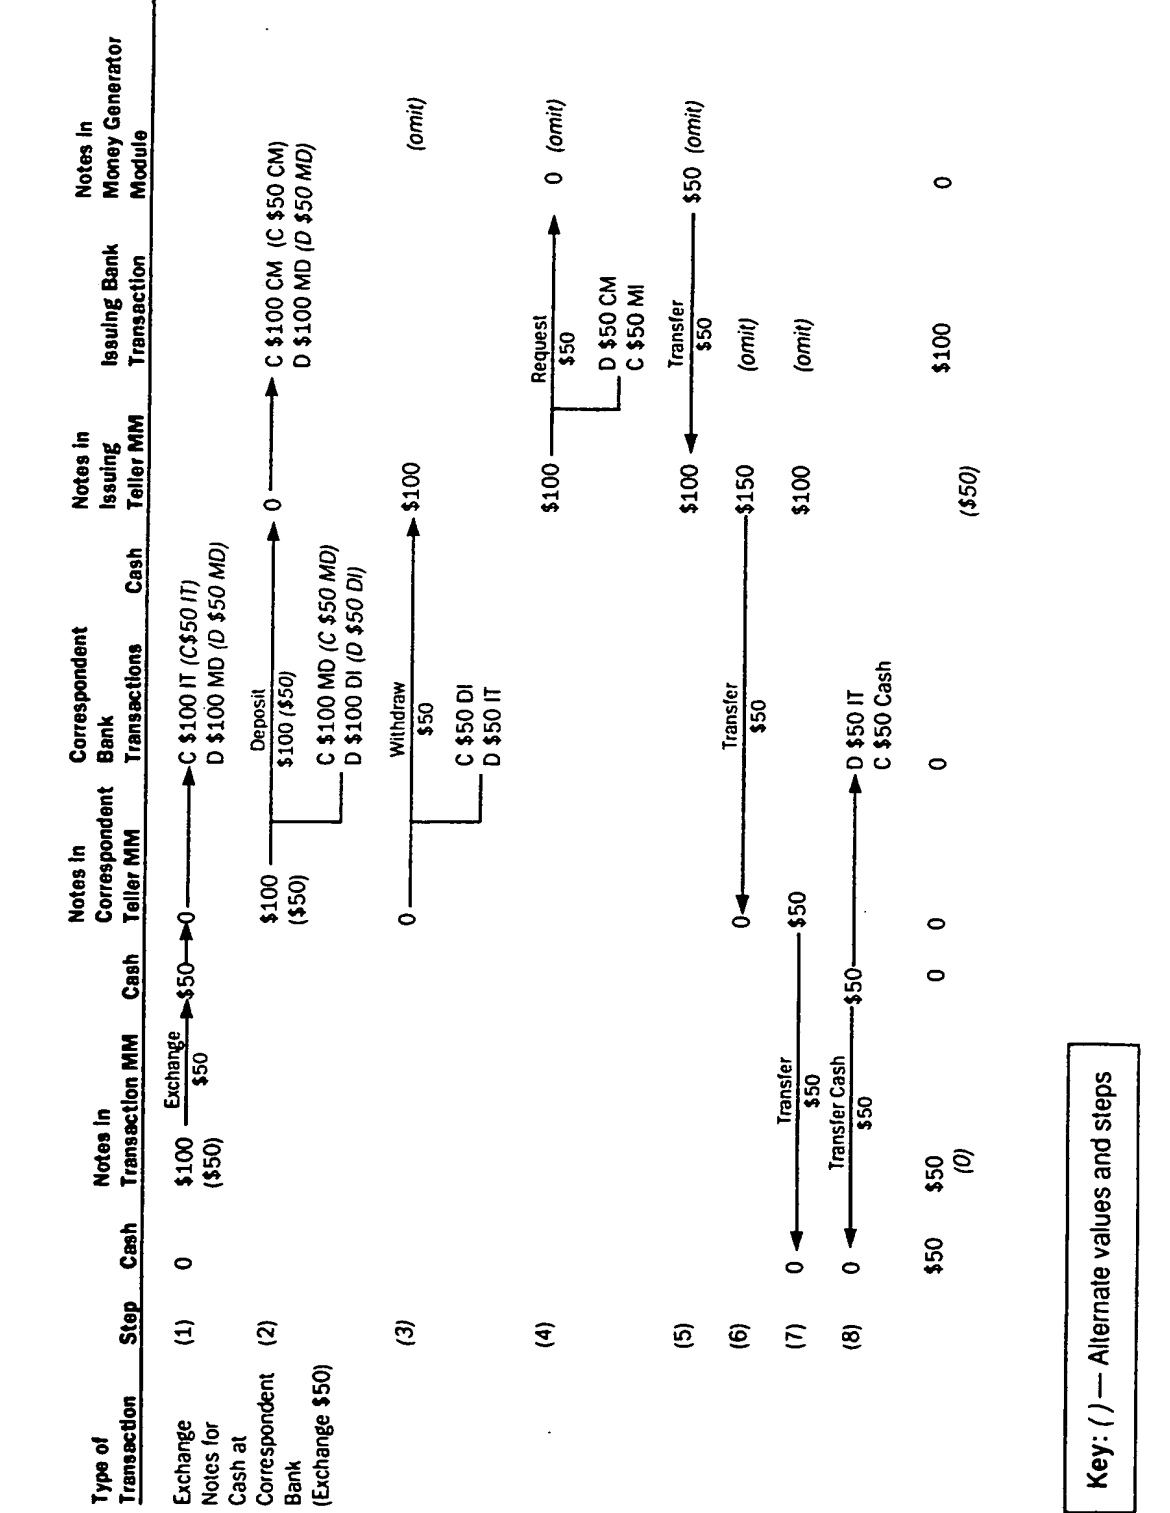 Type of
Transaction
Step
Cash
Notes In
Transaction MM
Cash
Notes In
Correspondent
Teller MM
Correspondent
Bank
Transactions
Cash
Notes In
Issuing
Teller MM
Issuing Bank
Transaction
Notes In
Money Generator
Module
Exchange
Notes for
Cash at
Correspondent
Bank
(Exchange $50)
(1)
0
$100
($50)
Exchange
$50
$50
0
C $100 IT (C$50 IT)
D $100 MD (D $50 MD)
(2)
$100
($50)
Deposit
$100 ($50)
C $100 MD (C $50 MD)
D $100 DI (D $50 DI)
0
C $100 CM (C $50 CM)
D $100 MD (D $50 MD)
(3)
0
Withdraw
$50
C $50 DI
D $50 IT
$100
(omit)
(4)
$100
Request
$50
D $50 CM
C $50 MI
0 (omit)
(5)
$100
Transfer
$50
$50 (omit)
(6)
0
Transfer
$50
$150
(omit)
(7)
0
Transfer
$50
$50
$100
(omit)
(8)
0
Transfer Cash
$50
$50
D $50 IT
C $50 Cash
$50
$50
(0)
0
0
0
($50)
$100
0
Key: ( ) — Alternate values and steps